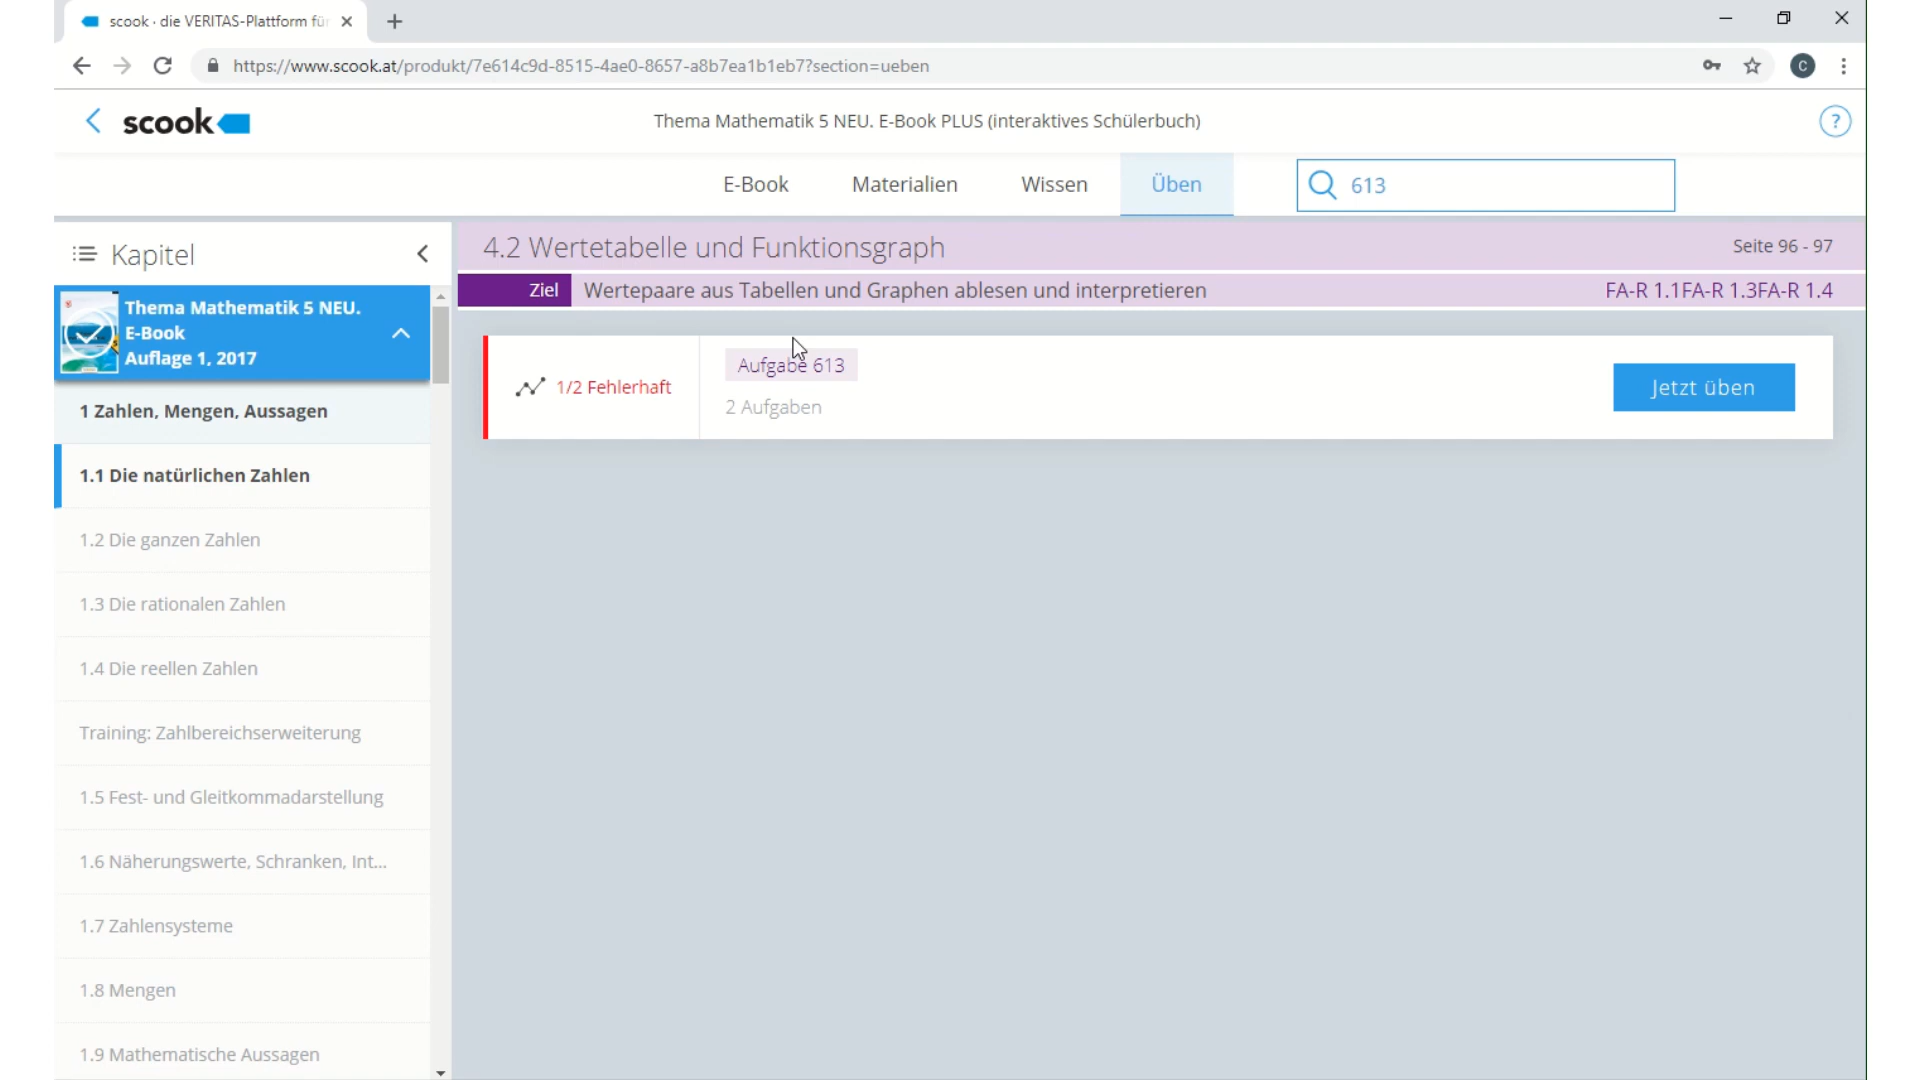 scook · die VERITAS-Plattform für
https://www.scook.at/produkt/7e614c9d-8515-4ae0-8657-a8b7ea1b1eb7?section=ueben
C
scook
Thema Mathematik 5 NEU. E-Book PLUS (interaktives Schülerbuch)
?
E-Book
Materialien
Wissen
Üben
613
Kapitel
Thema Mathematik 5 NEU.
E-Book
Auflage 1, 2017
1 Zahlen, Mengen, Aussagen
1.1 Die natürlichen Zahlen
1.2 Die ganzen Zahlen
1.3 Die rationalen Zahlen
1.4 Die reellen Zahlen
Training: Zahlbereichserweiterung
1.5 Fest- und Gleitkommadarstellung
1.6 Näherungswerte, Schranken, Int...
1.7 Zahlensysteme
1.8 Mengen
1.9 Mathematische Aussagen
4.2 Wertetabelle und Funktionsgraph
Seite 96 - 97
Ziel
Wertepaare aus Tabellen und Graphen ablesen und interpretieren
FA-R 1.1FA-R 1.3FA-R 1.4
1/2 Fehlerhaft
Aufgabe 613
2 Aufgaben
Jetzt üben